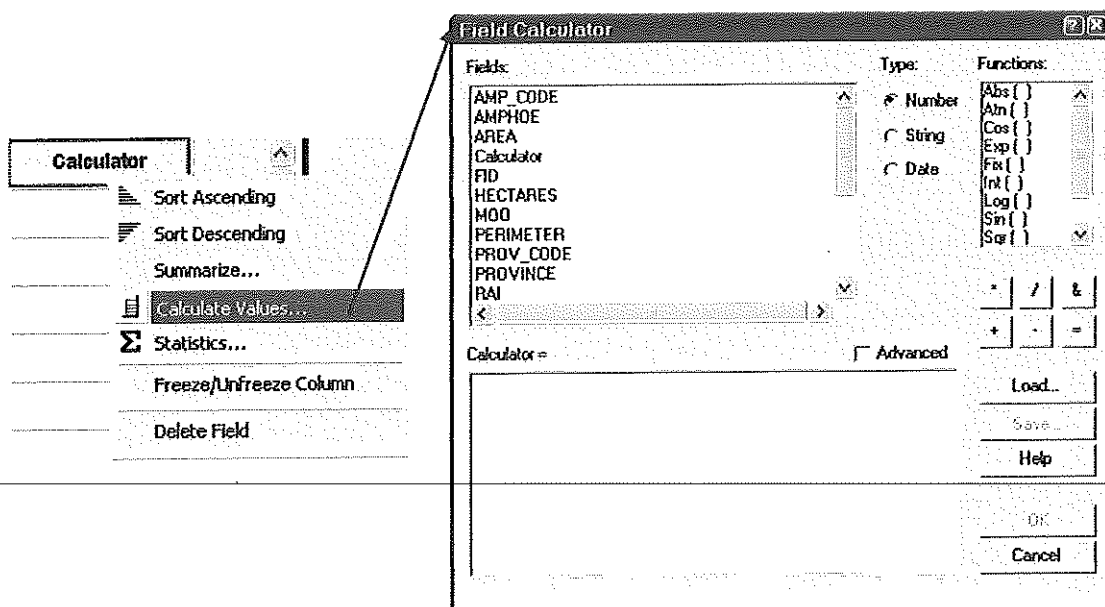 Calculator
Sort Ascending
Sort Descending
Summarize...
Calculate Values...
Statistics...
Freeze/Unfreeze Column
Delete Field
Field Calculator
Fields:
AMP_CODE
AMPHOE
AREA
Calculator
FID
HECTARES
MOO
PERIMETER
PROV_CODE
PROVINCE
RAI
Type:
Number
String
Date
Functions:
Abs ( )
Atn ( )
Cos ( )
Exp ( )
Fix ( )
Int ( )
Log ( )
Sin ( )
Sqr ( )
* / &
+ - =
Calculator =
Advanced
Load...
Save...
Help
OK
Cancel